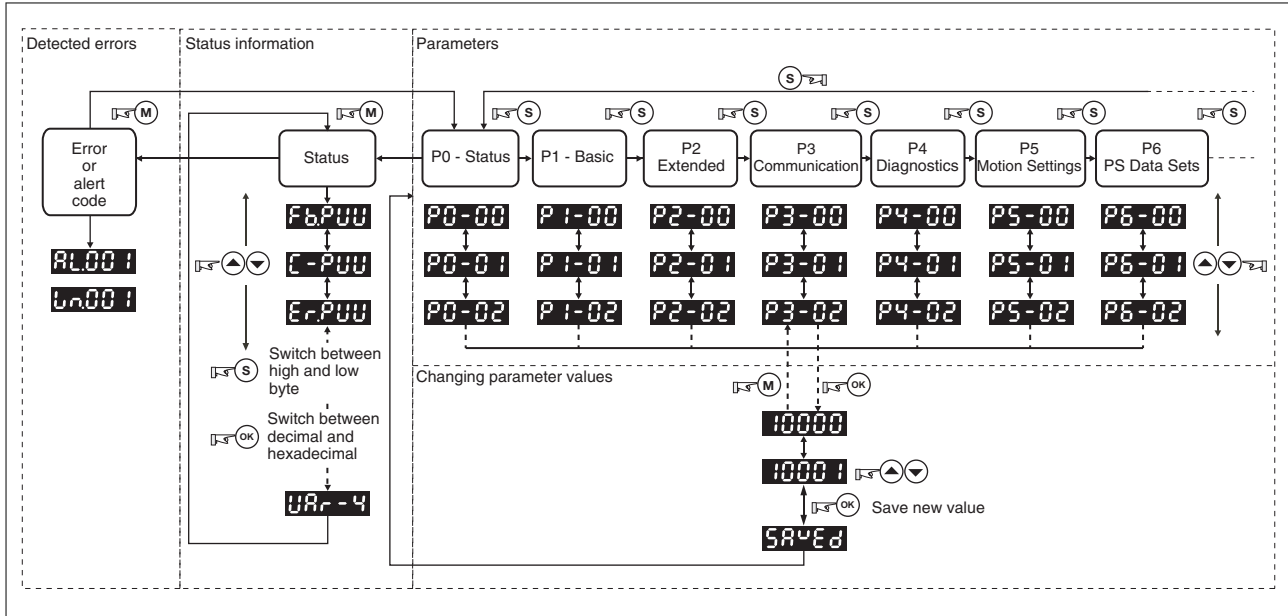 Detected errors
Status information
Parameters
S
M
M
S
S
S
S
S
S
S
Error
or
alert
code
Status
P0 - Status
P1 - Basic
P2
Extended
P3
Communication
P4
Diagnostics
P5
Motion Settings
P6
PS Data Sets
AL.001
Wn.001
Fb.PUU
C-PUU
Er.PUU
P0-00
P1-00
P2-00
P3-00
P4-00
P5-00
P6-00
P0-01
P1-01
P2-01
P3-01
P4-01
P5-01
P6-01
P0-02
P1-02
P2-02
P3-02
P4-02
P5-02
P6-02
S
Switch between
high and low
byte
OK
Switch between
decimal and
hexadecimal
UAr-4
Changing parameter values
M
OK
10000
10001
OK
Save new value
SAvEd